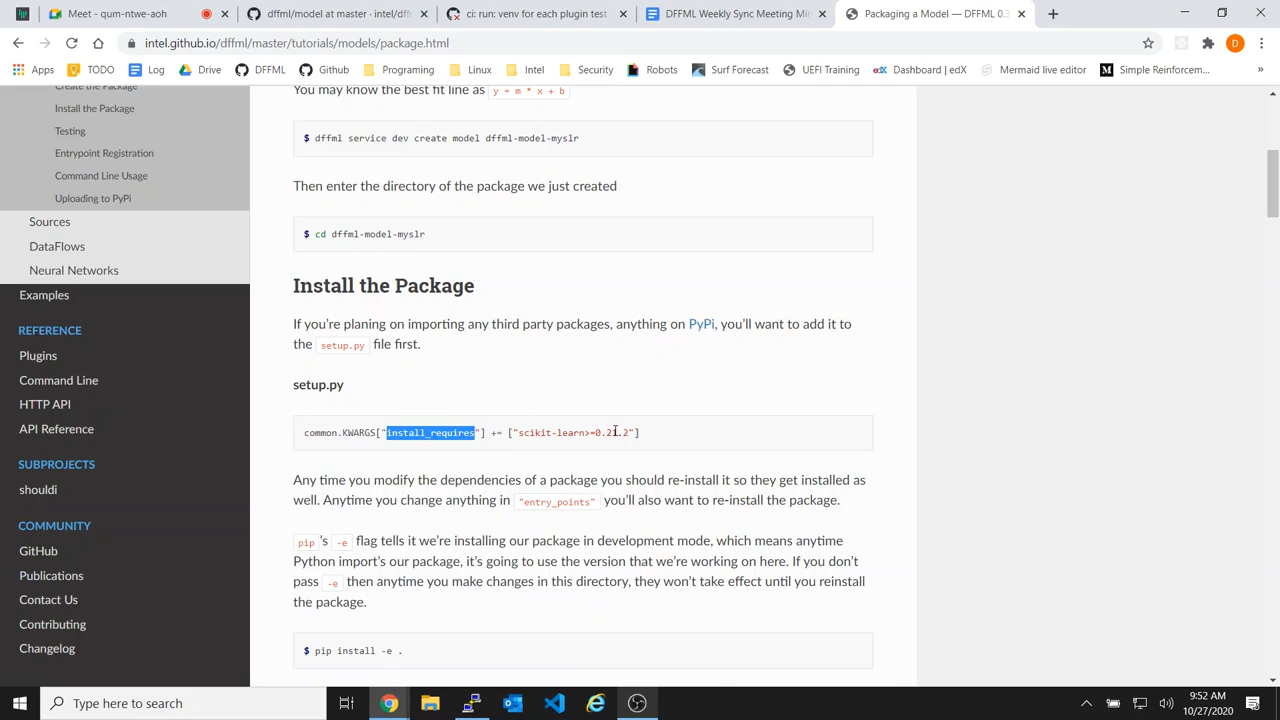 Meet - qum-ntwe-aoh
dffml/model at master · intel/dffm
ci: run: venv for each plugin test
DFFML Weekly Sync Meeting Min
Packaging a Model — DFFML 0.3
intel.github.io/dffml/master/tutorials/models/package.html
D
Apps
TODO
Log
Drive
DFFML
Github
Programing
Linux
Intel
Security
Robots
Surf Forecast
UEFI Training
Dashboard | edX
Mermaid live editor
Simple Reinforcem...
»
Create the Package
Install the Package
Testing
Entrypoint Registration
Command Line Usage
Uploading to PyPi
Sources
DataFlows
Neural Networks
Examples
REFERENCE
Plugins
Command Line
HTTP API
API Reference
SUBPROJECTS
shouldi
COMMUNITY
GitHub
Publications
Contact Us
Contributing
Changelog
You may know the best fit line as y = m * x + b
$ dffml service dev create model dffml-model-myslr
Then enter the directory of the package we just created
$ cd dffml-model-myslr
Install the Package
If you’re planing on importing any third party packages, anything on PyPi, you’ll want to add it to
the setup.py file first.
setup.py
common.KWARGS["install_requires"] += ["scikit-learn>=0.21.2"]
Any time you modify the dependencies of a package you should re-install it so they get installed as
well. Anytime you change anything in "entry_points" you’ll also want to re-install the package.
pip ’s -e flag tells it we’re installing our package in development mode, which means anytime
Python import’s our package, it’s going to use the version that we’re working on here. If you don’t
pass -e then anytime you make changes in this directory, they won’t take effect until you reinstall
the package.
$ pip install -e .
Type here to search
9:52 AM
10/27/2020